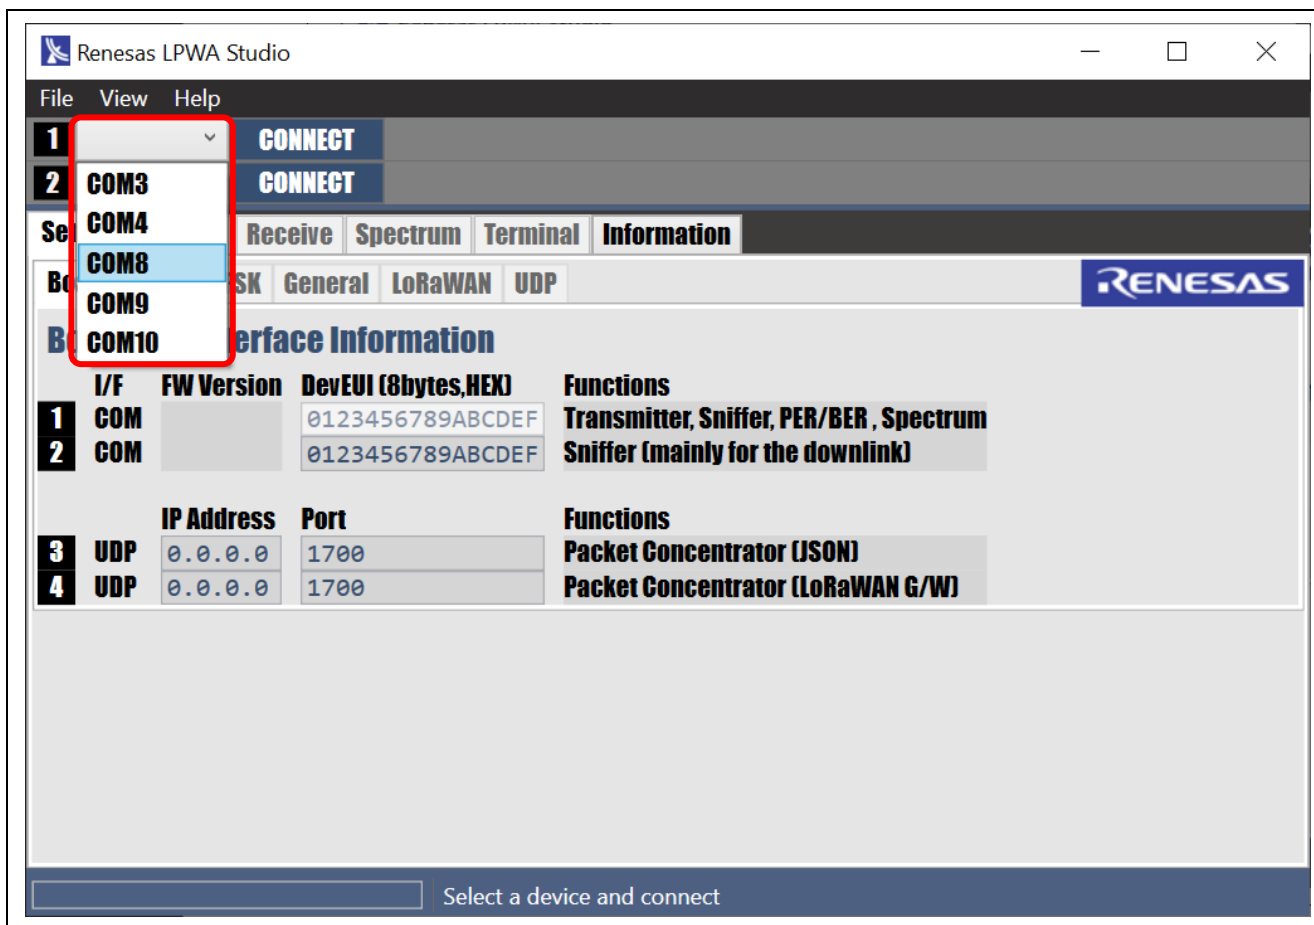 Renesas LPWA Studio
File View Help
1 CONNECT
2 CONNECT
COM3
COM4
COM8
COM9
COM10
Receive Spectrum Terminal Information
General LoRaWAN UDP
RENESAS
Information
I/F FW Version DevEUI (8bytes,HEX) Functions
1 COM 0123456789ABCDEF Transmitter, Sniffer, PER/BER , Spectrum
2 COM 0123456789ABCDEF Sniffer (mainly for the downlink)
IP Address Port Functions
3 UDP 0.0.0.0 1700 Packet Concentrator (JSON)
4 UDP 0.0.0.0 1700 Packet Concentrator (LoRaWAN G/W)
Select a device and connect